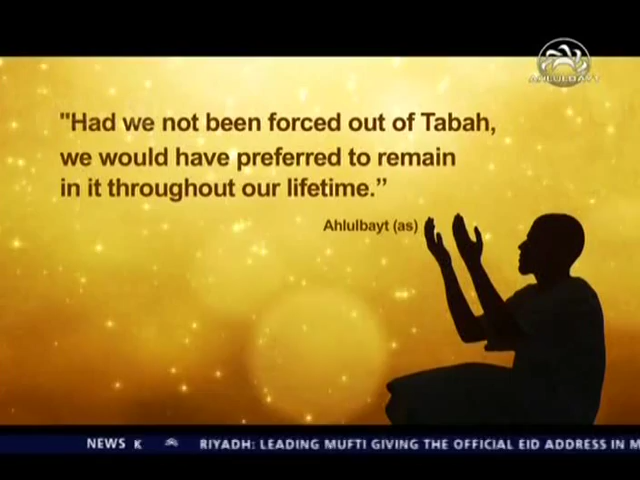 AHLULBAYT
"Had we not been forced out of Tabah,
we would have preferred to remain
in it throughout our lifetime.”
Ahlulbayt (as)
NEWS K RIYADH: LEADING MUFTI GIVING THE OFFICIAL EID ADDRESS IN M